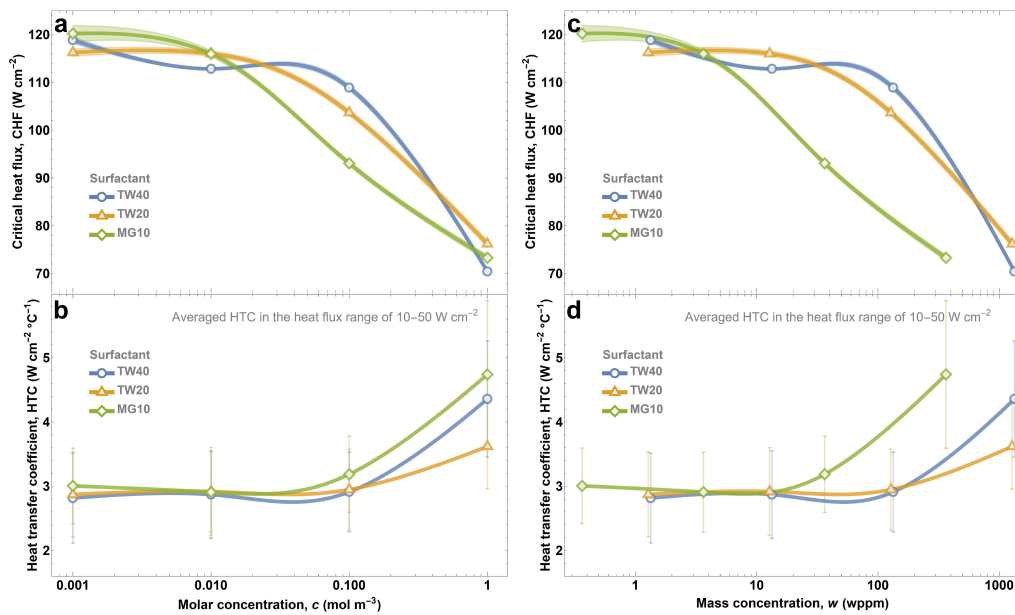 a
Critical heat flux, CHF (W cm⁻²)
120
110
100
90
80
70
Surfactant
TW40
TW20
MG10
c
Critical heat flux, CHF (W cm⁻²)
120
110
100
90
80
70
Surfactant
TW40
TW20
MG10
b
Averaged HTC in the heat flux range of 10−50 W cm⁻²
Heat transfer coefficient, HTC (W cm⁻² °C⁻¹)
5
4
3
2
Surfactant
TW40
TW20
MG10
0.001
0.010
0.100
1
Molar concentration, c (mol m⁻³)
d
Averaged HTC in the heat flux range of 10−50 W cm⁻²
Heat transfer coefficient, HTC (W cm⁻² °C⁻¹)
5
4
3
2
Surfactant
TW40
TW20
MG10
1
10
100
1000
Mass concentration, w (wppm)